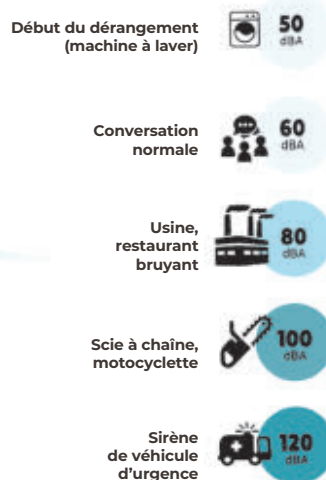 Début du dérangement
(machine à laver)
50
dBA
Conversation
normale
60
dBA
Usine,
restaurant
bruyant
80
dBA
Scie à chaîne,
motocyclette
100
dBA
Sirène
de véhicule
d'urgence
120
dBA